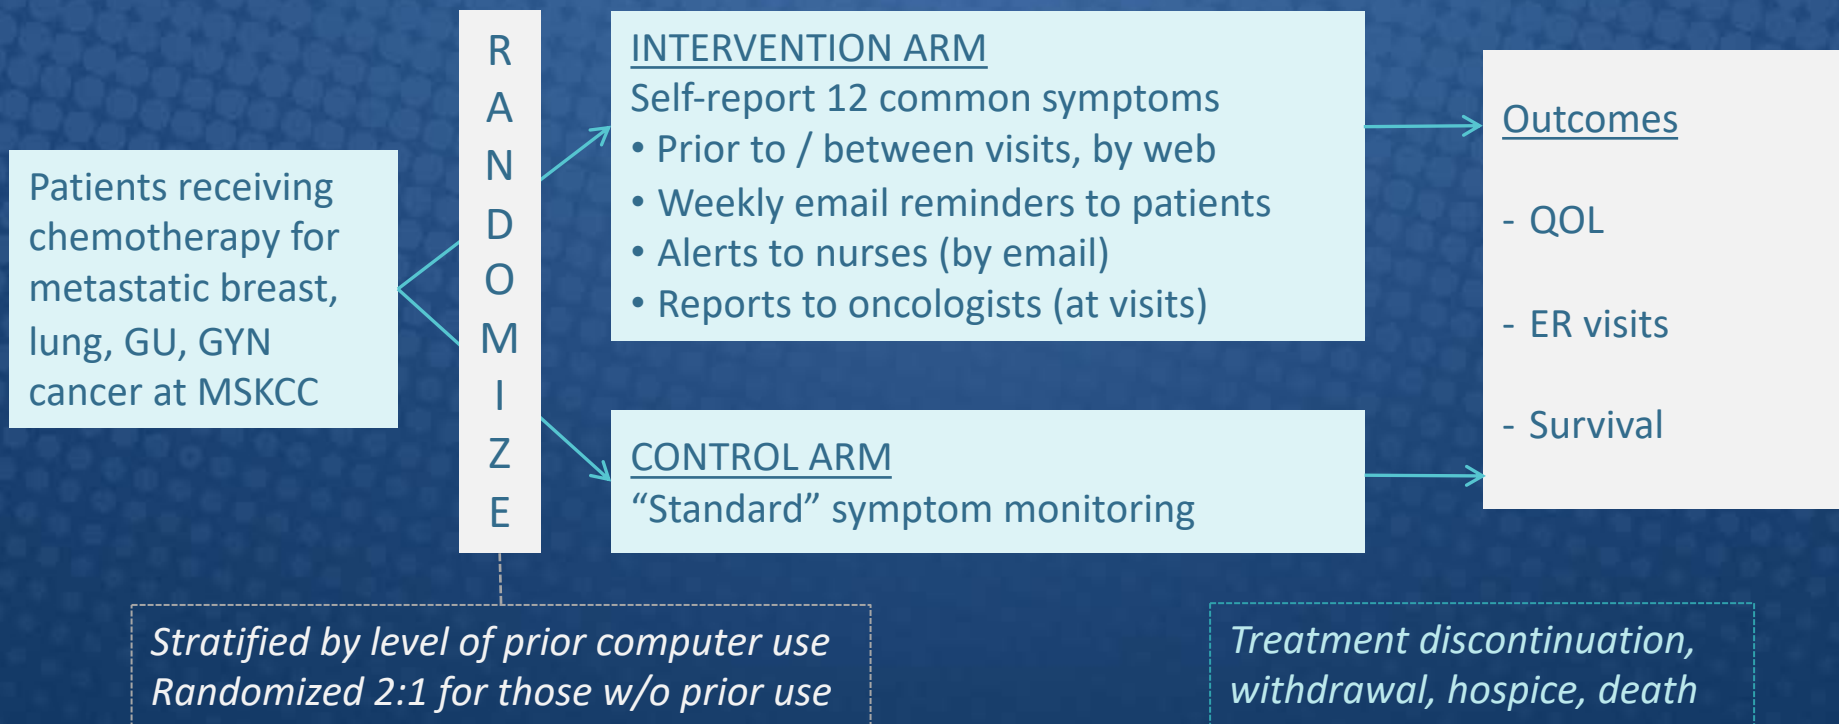 Patients receiving
chemotherapy for
metastatic breast,
lung, GU, GYN
cancer at MSKCC
R
A
N
D
O
M
I
Z
E
INTERVENTION ARM
Self-report 12 common symptoms
• Prior to / between visits, by web
• Weekly email reminders to patients
• Alerts to nurses (by email)
• Reports to oncologists (at visits)
CONTROL ARM
“Standard” symptom monitoring
Outcomes
- QOL
- ER visits
- Survival
Stratified by level of prior computer use
Randomized 2:1 for those w/o prior use
Treatment discontinuation,
withdrawal, hospice, death